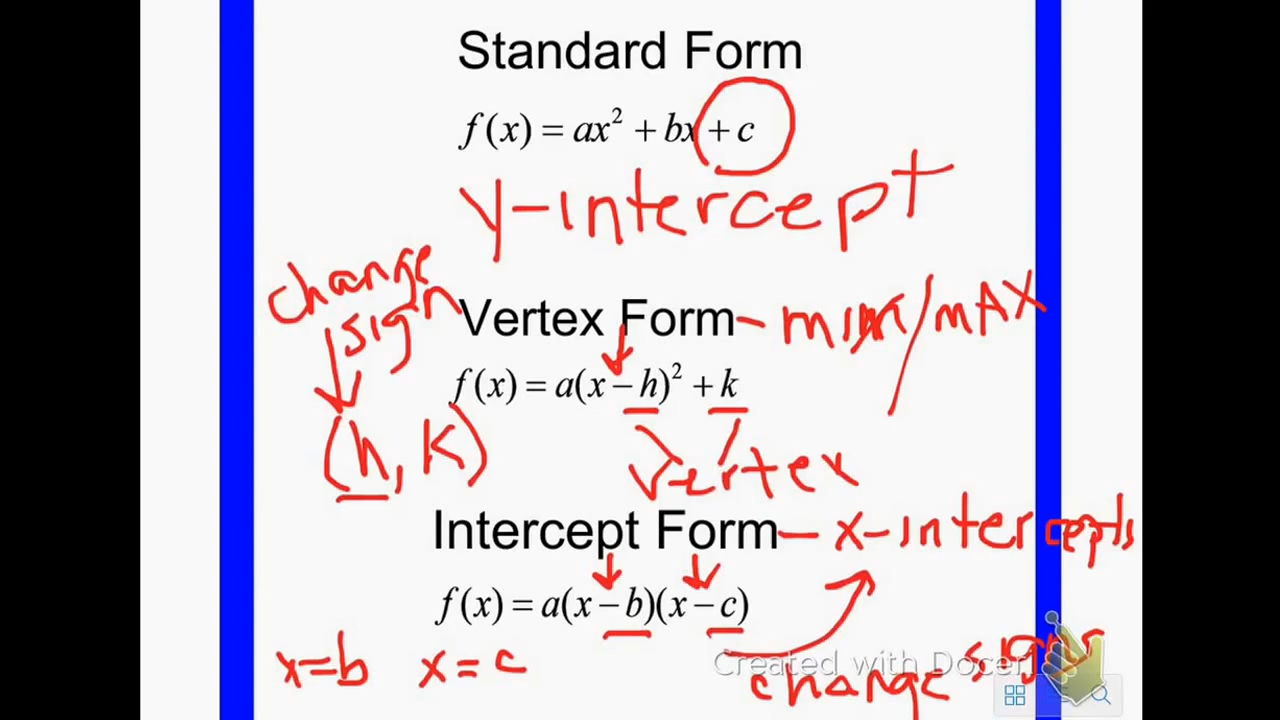 Standard Form
f(x) = ax² + bx + c
y-intercept
change
sign
Vertex Form - min/MAX
f(x) = a(x − h)² + k
(h, k)
vertex
Intercept Form - x-intercepts
f(x) = a(x − b)(x − c)
x=b x=c
change signs
Created with Doceri